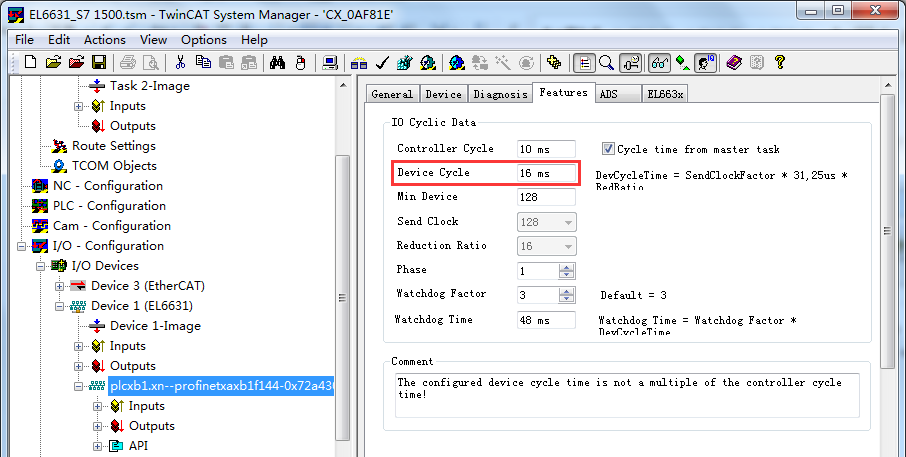 EL6631_S7 1500.tsm - TwinCAT System Manager - 'CX_0AF81E'
File Edit Actions View Options Help
Task 2-Image
Inputs
Outputs
Route Settings
TCOM Objects
NC - Configuration
PLC - Configuration
Cam - Configuration
I/O - Configuration
I/O Devices
Device 3 (EtherCAT)
Device 1 (EL6631)
Device 1-Image
Inputs
Outputs
plcxb1.xn--profinetxaxb1f144-0x72a43
Inputs
Outputs
API
General Device Diagnosis Features ADS EL663x
IO Cyclic Data
Controller Cycle 10 ms Cycle time from master task
Device Cycle 16 ms DevCycleTime = SendClockFactor * 31,25us *
RedRatio
Min Device 128
Send Clock 128
Reduction Ratio 16
Phase 1
Watchdog Factor 3 Default = 3
Watchdog Time 48 ms Watchdog Time = Watchdog Factor *
DevCycleTime
Comment
The configured device cycle time is not a multiple of the controller cycle
time!